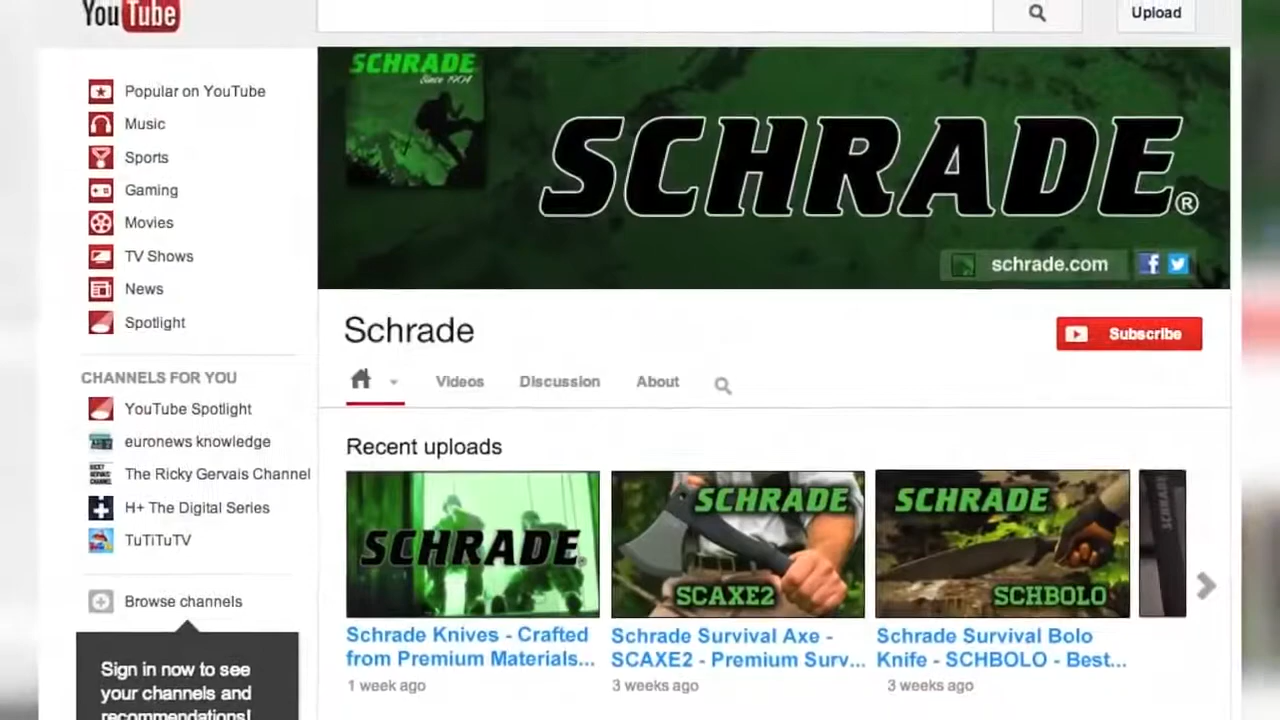 YouTube
Upload
Popular on YouTube
Music
Sports
Gaming
Movies
TV Shows
News
Spotlight
CHANNELS FOR YOU
YouTube Spotlight
euronews knowledge
The Ricky Gervais Channel
H+ The Digital Series
TuTiTuTV
Browse channels
Sign in now to see
your channels and
recommendations!
SCHRADE
Since 1904
SCHRADE®
schrade.com
Schrade
Subscribe
Videos
Discussion
About
Recent uploads
SCHRADE
SCHRADE
SCAXE2
SCHRADE
SCHBOLO
SCHRADE
Schrade Knives - Crafted
from Premium Materials...
1 week ago
Schrade Survival Axe -
SCAXE2 - Premium Surv...
3 weeks ago
Schrade Survival Bolo
Knife - SCHBOLO - Best...
3 weeks ago